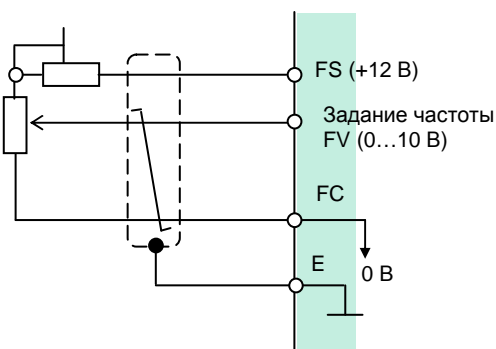 FS (+12 В)
Задание частоты
FV (0…10 В)
FC
E
0 В